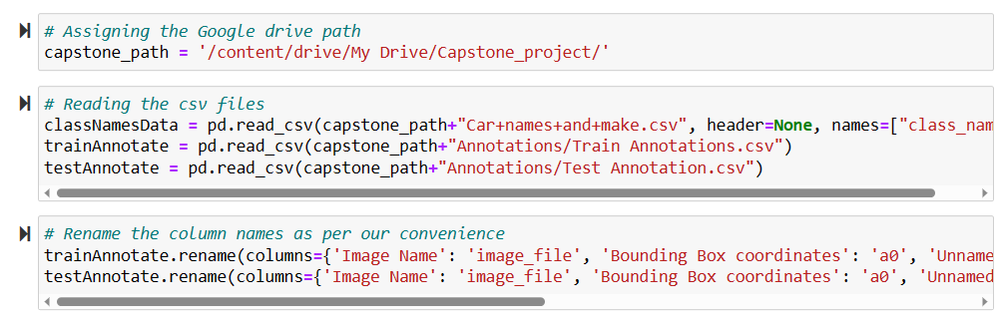 # Assigning the Google drive path
capstone_path = '/content/drive/My Drive/Capstone_project/'
# Reading the csv files
classNamesData = pd.read_csv(capstone_path+"Car+names+and+make.csv", header=None, names=["class_nam
trainAnnotate = pd.read_csv(capstone_path+"Annotations/Train Annotations.csv")
testAnnotate = pd.read_csv(capstone_path+"Annotations/Test Annotation.csv")
# Rename the column names as per our convenience
trainAnnotate.rename(columns={'Image Name': 'image_file', 'Bounding Box coordinates': 'a0', 'Unnamed
testAnnotate.rename(columns={'Image Name': 'image_file', 'Bounding Box coordinates': 'a0', 'Unnamed